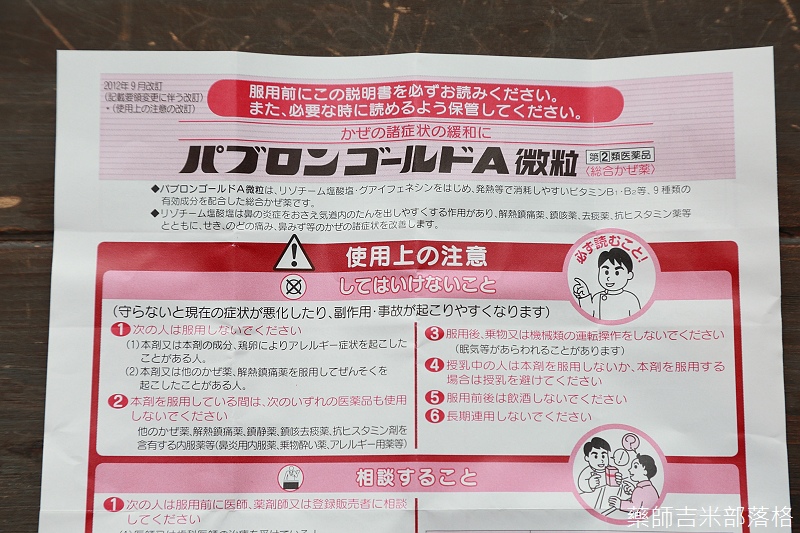 2012年9月改訂
(記載要領変更に伴う改訂)
*(使用上の注意の改訂)
服用前にこの説明書を必ずお読みください。
また、必要な時に読めるよう保管してください。
かぜの諸症状の緩和に
パブロンゴールドA微粒 第②類医薬品
〈総合かぜ薬〉
◆パブロンゴールドA微粒は、リゾチーム塩酸塩・グアイフェネシンをはじめ、発熱等で消耗しやすいビタミンB₁・B₂等、9種類の
有効成分を配合した総合かぜ薬です。
◆リゾチーム塩酸塩は鼻の炎症をおさえ気道内のたんを出しやすくする作用があり、解熱鎮痛薬、鎮咳薬、去痰薬、抗ヒスタミン薬等
とともに、せき、のどの痛み、鼻みず等のかぜの諸症状を改善します。
使用上の注意
必ず読むこと!
してはいけないこと
(守らないと現在の症状が悪化したり、副作用・事故が起こりやすくなります)
1 次の人は服用しないでください
(1)本剤又は本剤の成分、鶏卵によりアレルギー症状を起こした
ことがある人。
(2)本剤又は他のかぜ薬、解熱鎮痛薬を服用してぜんそくを
起こしたことがある人。
2 本剤を服用している間は、次のいずれの医薬品も使用
しないでください
他のかぜ薬、解熱鎮痛薬、鎮静薬、鎮咳去痰薬、抗ヒスタミン剤を
含有する内服薬等(鼻炎用内服薬、乗物酔い薬、アレルギー用薬等)
3 服用後、乗物又は機械類の運転操作をしないでください
(眠気等があらわれることがあります)
4 授乳中の人は本剤を服用しないか、本剤を服用する
場合は授乳を避けてください
5 服用前後は飲酒しないでください
6 長期連用しないでください
相談すること
1 次の人は服用前に医師、薬剤師又は登録販売者に相談
してください
(1)医師又は歯科医師の治療を受けている人。
藥師吉米部落格